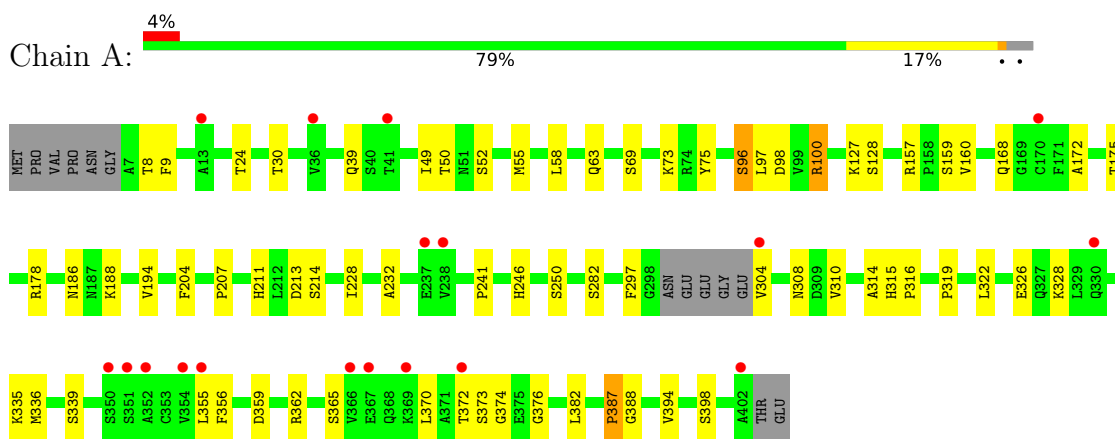 4%
Chain A:
79% 17% • •
MET PRO VAL PRO ASN GLY A7 T8 F9 A13 T24 T30 V36 Q39 S40 T41 I49 T50 N51 S52 M55 L58 Q63 S69 K73 R74 Y75 S96 L97 D98 V99 R100 K127 S128 R157 P158 S159 V160 Q168 G169 C170 F171 A172 T175
R178 N186 N187 K188 V194 F204 P207 H211 L212 D213 S214 I228 A232 E237 V238 P241 H246 S250 S282 F297 G298 ASN GLU GLU GLY GLU V304 N308 D309 V310 A314 H315 P316 P319 L322 E326 Q327 K328 L329 Q330
K335 M336 S339 S350 S351 A352 C353 V354 L355 F356 D359 R362 S365 V366 E367 Q368 K369 L370 A371 T372 S373 G374 E375 G376 L382 P387 G388 V394 S398 A402 THR GLU